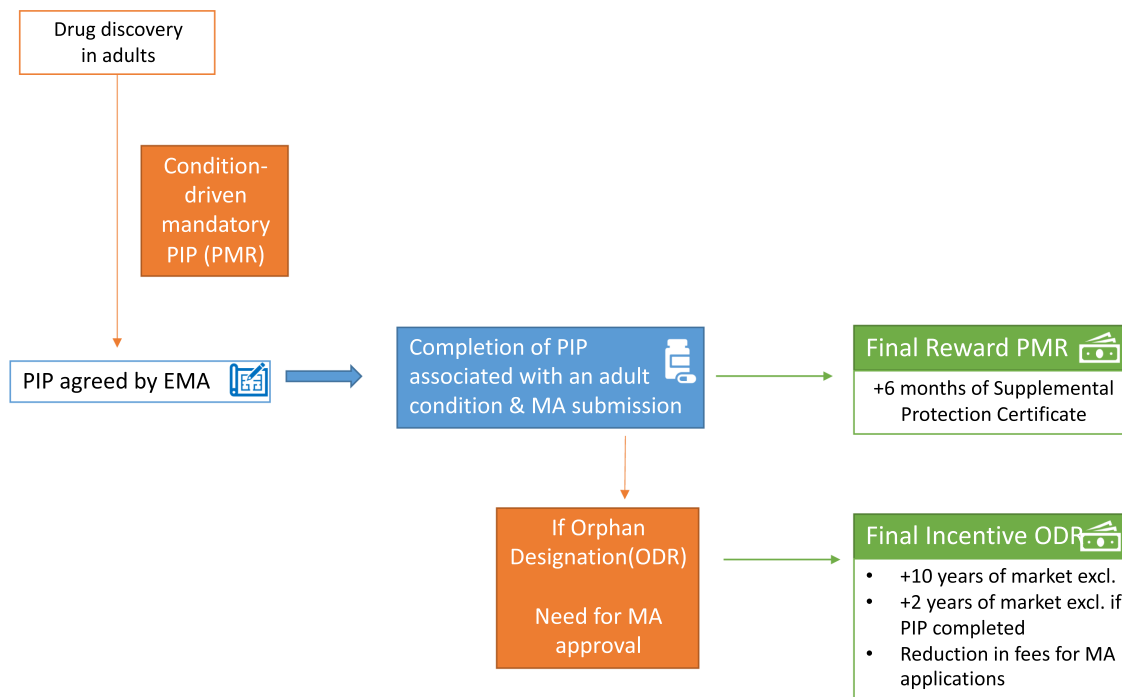 Drug discovery
in adults
Condition-
driven
mandatory
PIP (PMR)
PIP agreed by EMA
Completion of PIP
associated with an adult
condition & MA submission
Final Reward PMR
+6 months of Supplemental
Protection Certificate
If Orphan
Designation(ODR)
Need for MA
approval
Final Incentive ODR
• +10 years of market excl.
• +2 years of market excl. if
PIP completed
• Reduction in fees for MA
applications